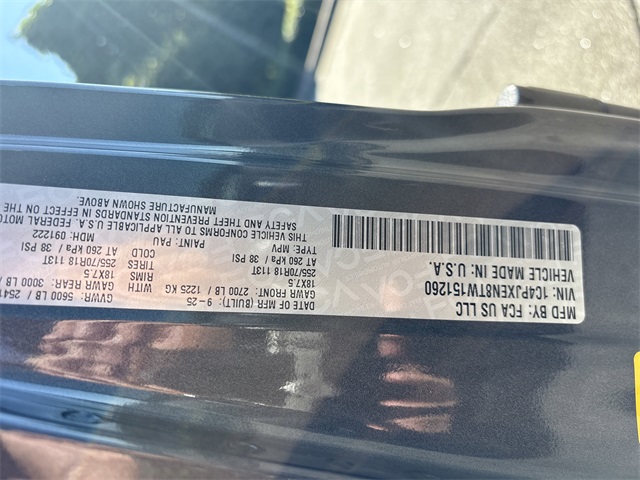 MFD BY: FCA US LLC
DATE OF MFR (BUILT): 9-25
GVWR: 5600 LB / 254
GAWR FRONT: 2700 LB / 1225 KG WITH
GAWR REAR: 3000 LB /
18X7.5 RIMS 18X7.5
255/70R18 113T TIRES 255/70R18 113T
AT 260 kPa / 38 PSI COLD AT 260 kPa / 38 PSI
TYPE: MPV PAINT: PAU MDH: 091222
THIS VEHICLE CONFORMS TO ALL APPLICABLE U.S.A. FEDERAL MOTO
SAFETY AND THEFT PREVENTION STANDARDS IN EFFECT ON THE
MANUFACTURE SHOWN ABOVE.
VIN: 1C4PJXEN8TW151260
VEHICLE MADE IN: U.S.A.